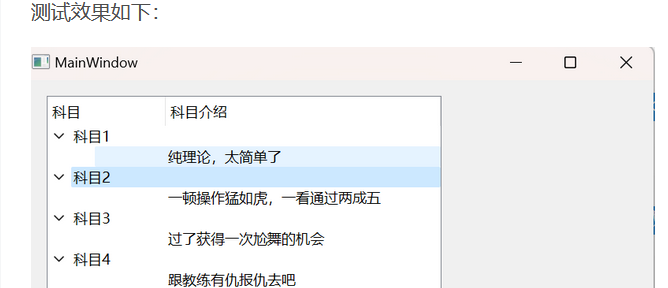 测试效果如下：
MainWindow
科目 科目介绍
科目1
纯理论，太简单了
科目2
一顿操作猛如虎，一看通过两成五
科目3
过了获得一次尬舞的机会
科目4
跟教练有仇报仇去吧